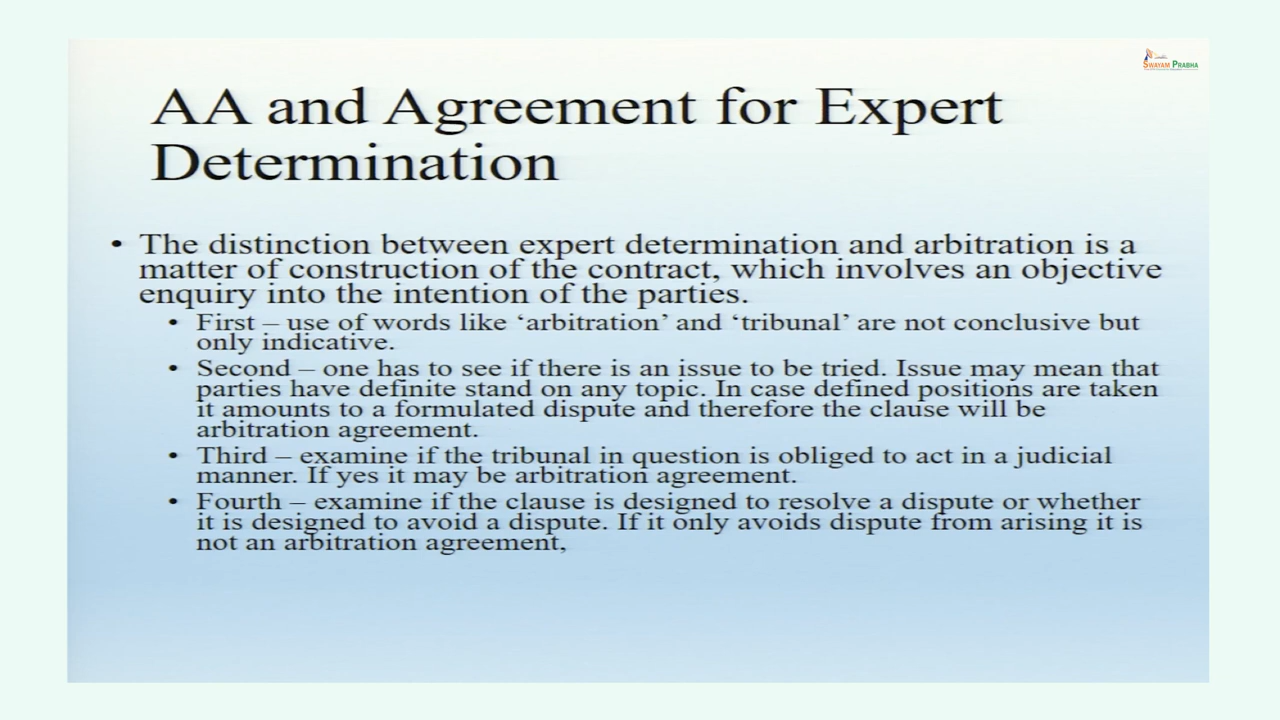 SWAYAM PRABHA
AA and Agreement for Expert
Determination
• The distinction between expert determination and arbitration is a
matter of construction of the contract, which involves an objective
enquiry into the intention of the parties.
• First – use of words like ‘arbitration’ and ‘tribunal’ are not conclusive but
only indicative.
• Second – one has to see if there is an issue to be tried. Issue may mean that
parties have definite stand on any topic. In case defined positions are taken
it amounts to a formulated dispute and therefore the clause will be
arbitration agreement.
• Third – examine if the tribunal in question is obliged to act in a judicial
manner. If yes it may be arbitration agreement.
• Fourth – examine if the clause is designed to resolve a dispute or whether
it is designed to avoid a dispute. If it only avoids dispute from arising it is
not an arbitration agreement,